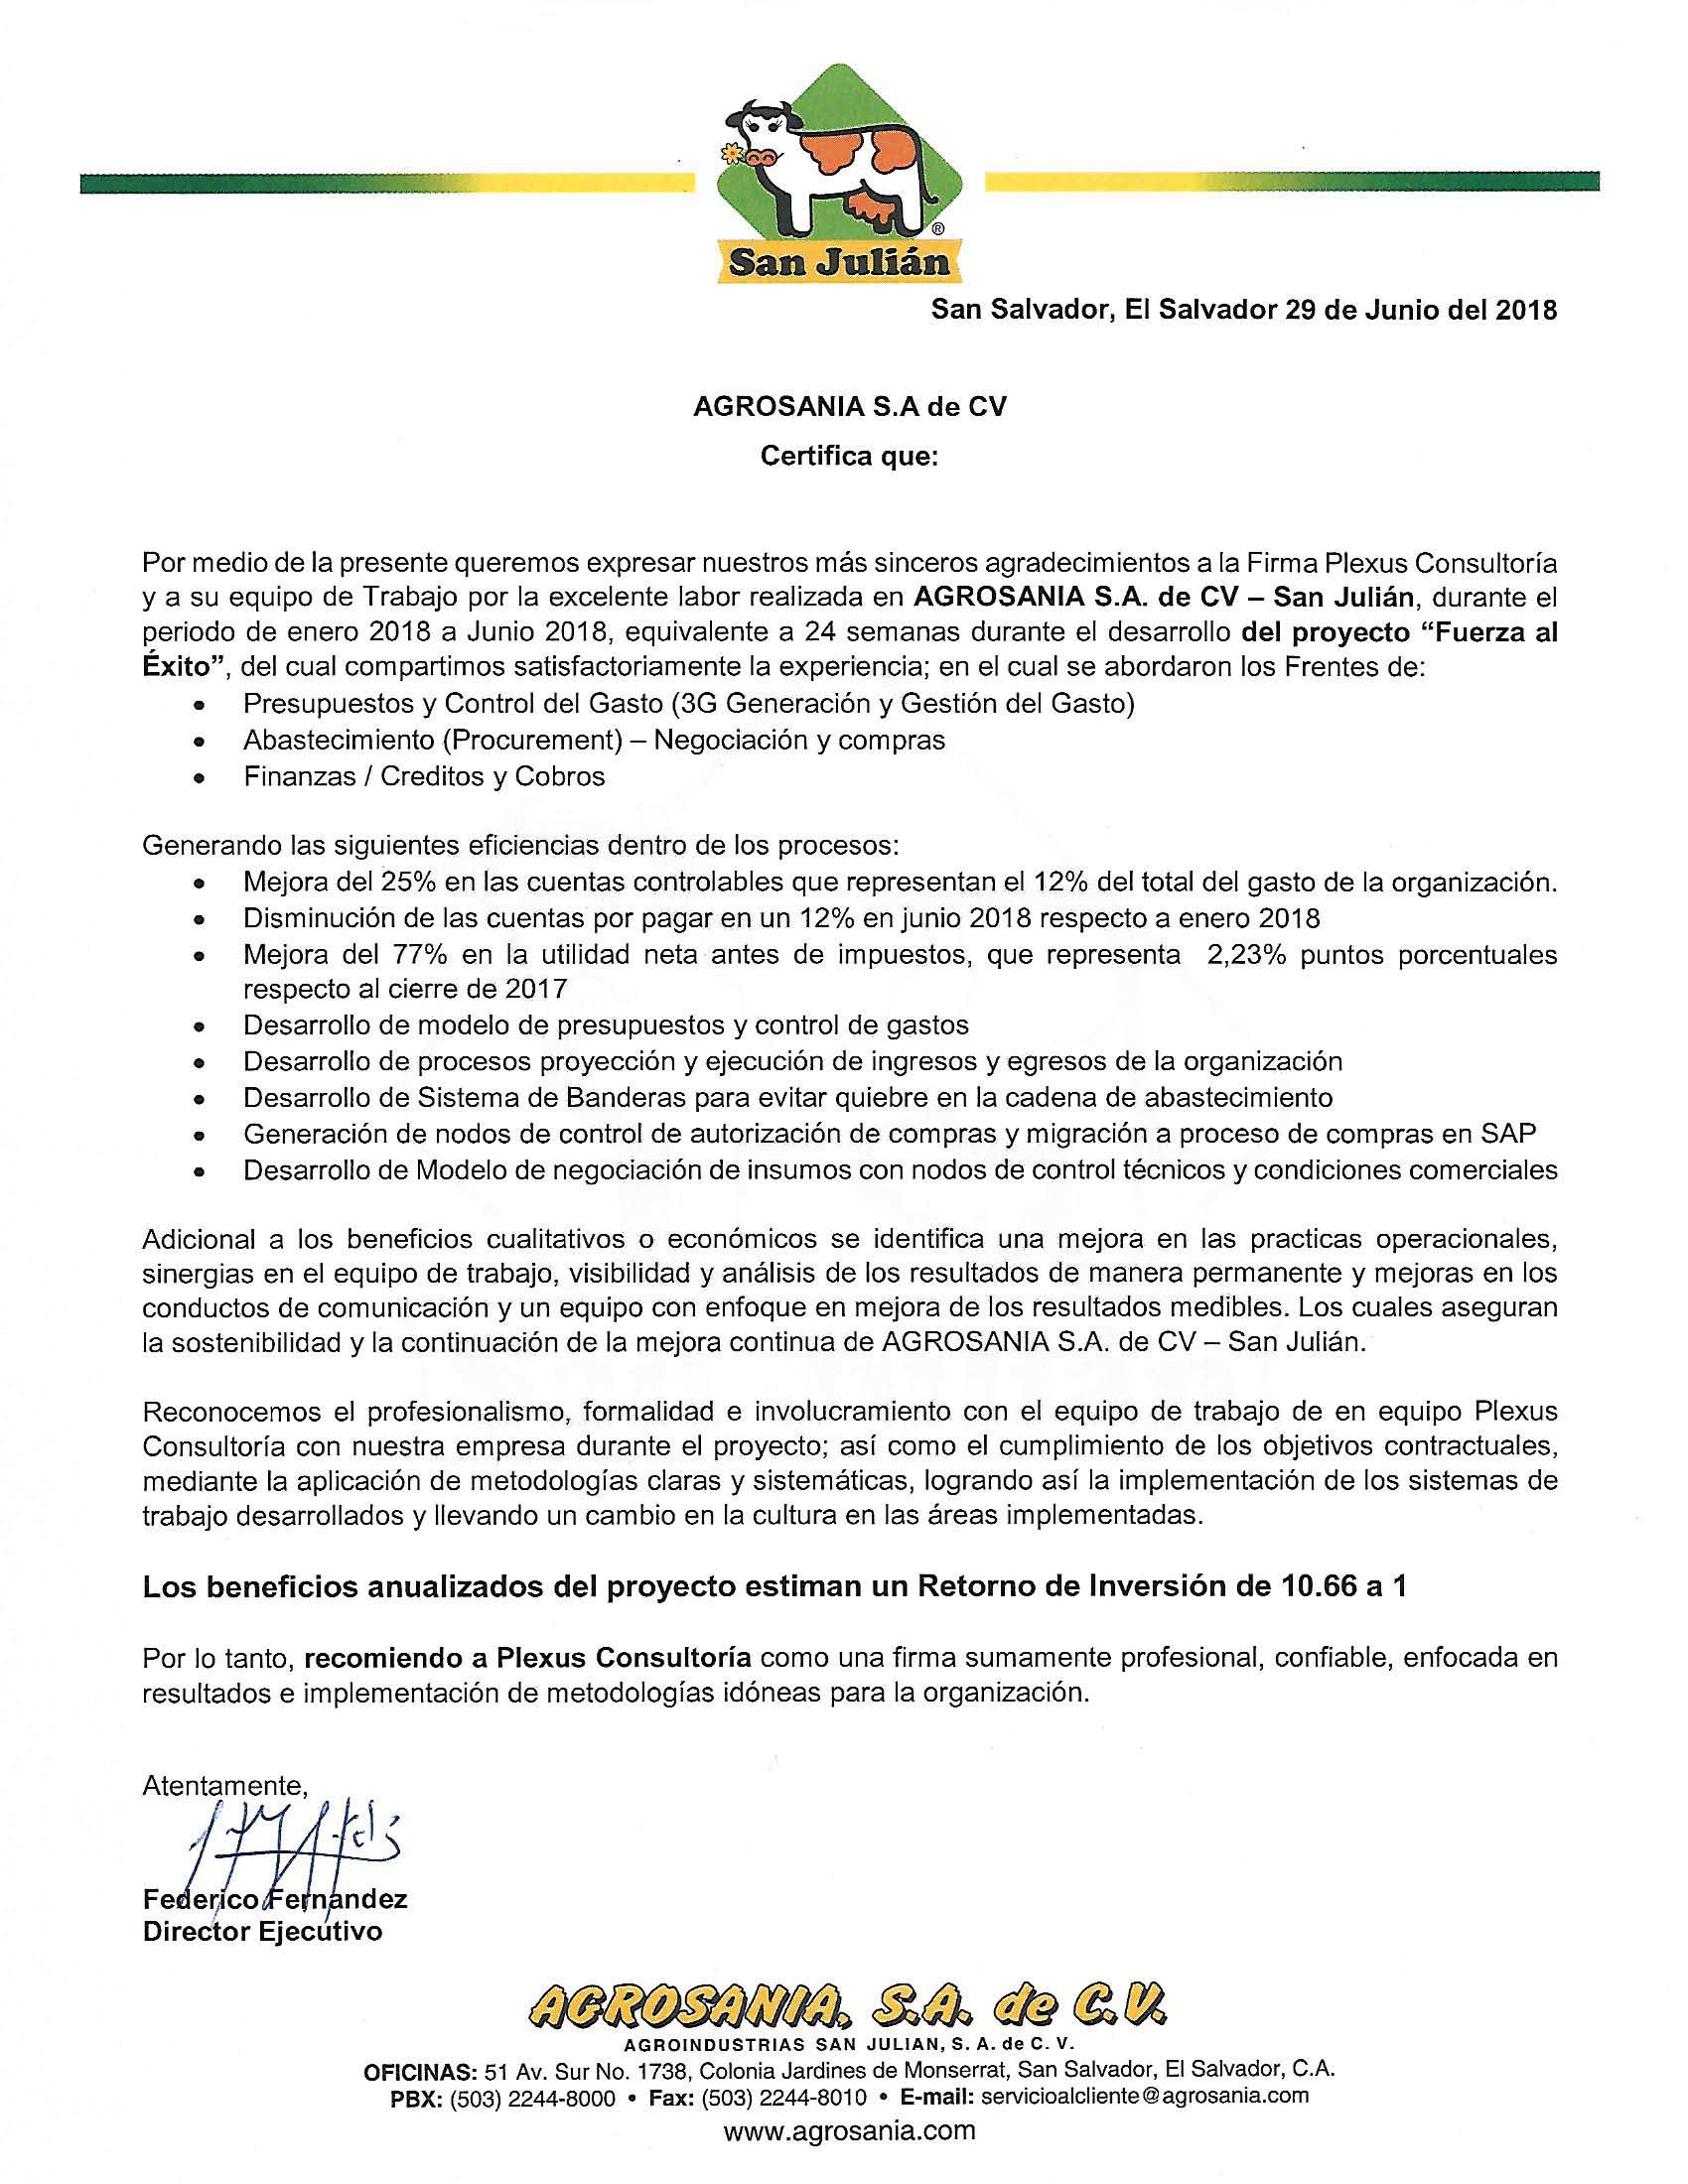 San Julián
San Salvador, El Salvador 29 de Junio del 2018
AGROSANIA S.A de CV
Certifica que:
Por medio de la presente queremos expresar nuestros más sinceros agradecimientos a la Firma Plexus Consultoría
y a su equipo de Trabajo por la excelente labor realizada en AGROSANIA S.A. de CV – San Julián, durante el
periodo de enero 2018 a Junio 2018, equivalente a 24 semanas durante el desarrollo del proyecto “Fuerza al
Éxito”, del cual compartimos satisfactoriamente la experiencia; en el cual se abordaron los Frentes de:
• Presupuestos y Control del Gasto (3G Generación y Gestión del Gasto)
• Abastecimiento (Procurement) – Negociación y compras
• Finanzas / Creditos y Cobros
Generando las siguientes eficiencias dentro de los procesos:
• Mejora del 25% en las cuentas controlables que representan el 12% del total del gasto de la organización.
• Disminución de las cuentas por pagar en un 12% en junio 2018 respecto a enero 2018
• Mejora del 77% en la utilidad neta antes de impuestos, que representa 2,23% puntos porcentuales
respecto al cierre de 2017
• Desarrollo de modelo de presupuestos y control de gastos
• Desarrollo de procesos proyección y ejecución de ingresos y egresos de la organización
• Desarrollo de Sistema de Banderas para evitar quiebre en la cadena de abastecimiento
• Generación de nodos de control de autorización de compras y migración a proceso de compras en SAP
• Desarrollo de Modelo de negociación de insumos con nodos de control técnicos y condiciones comerciales
Adicional a los beneficios cualitativos o económicos se identifica una mejora en las practicas operacionales,
sinergias en el equipo de trabajo, visibilidad y análisis de los resultados de manera permanente y mejoras en los
conductos de comunicación y un equipo con enfoque en mejora de los resultados medibles. Los cuales aseguran
la sostenibilidad y la continuación de la mejora continua de AGROSANIA S.A. de CV – San Julián.
Reconocemos el profesionalismo, formalidad e involucramiento con el equipo de trabajo de en equipo Plexus
Consultoría con nuestra empresa durante el proyecto; así como el cumplimiento de los objetivos contractuales,
mediante la aplicación de metodologías claras y sistemáticas, logrando así la implementación de los sistemas de
trabajo desarrollados y llevando un cambio en la cultura en las áreas implementadas.
Los beneficios anualizados del proyecto estiman un Retorno de Inversión de 10.66 a 1
Por lo tanto, recomiendo a Plexus Consultoría como una firma sumamente profesional, confiable, enfocada en
resultados e implementación de metodologías idóneas para la organización.
Atentamente,
Federico Fernandez
Director Ejecutivo
AGROSANIA, S.A. de C.V.
AGROINDUSTRIAS SAN JULIAN, S. A. de C. V.
OFICINAS: 51 Av. Sur No. 1738, Colonia Jardines de Monserrat, San Salvador, El Salvador, C.A.
PBX: (503) 2244-8000 • Fax: (503) 2244-8010 • E-mail: servicioalcliente@agrosania.com
www.agrosania.com